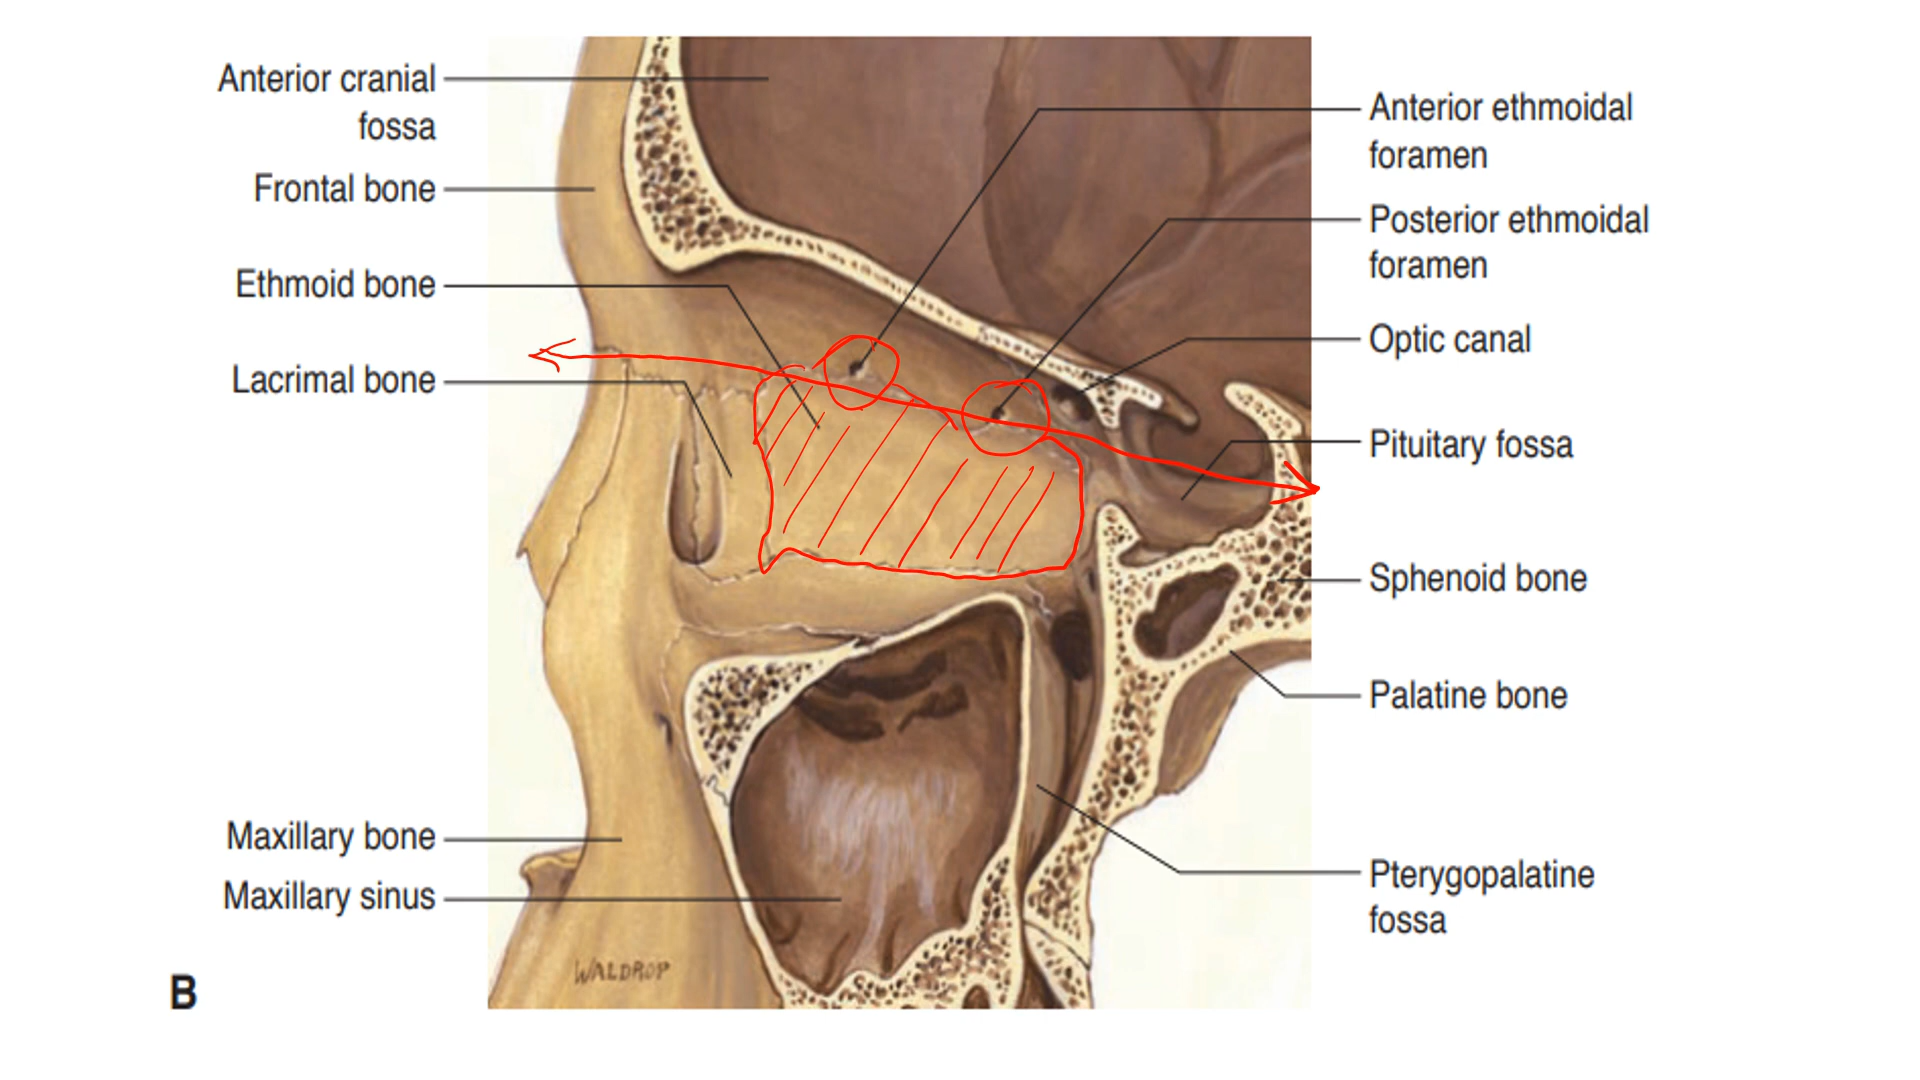 Anterior cranial
fossa
Frontal bone
Ethmoid bone
Lacrimal bone
Maxillary bone
Maxillary sinus
Anterior ethmoidal
foramen
Posterior ethmoidal
foramen
Optic canal
Pituitary fossa
Sphenoid bone
Palatine bone
Pterygopalatine
fossa
WALDROP
B